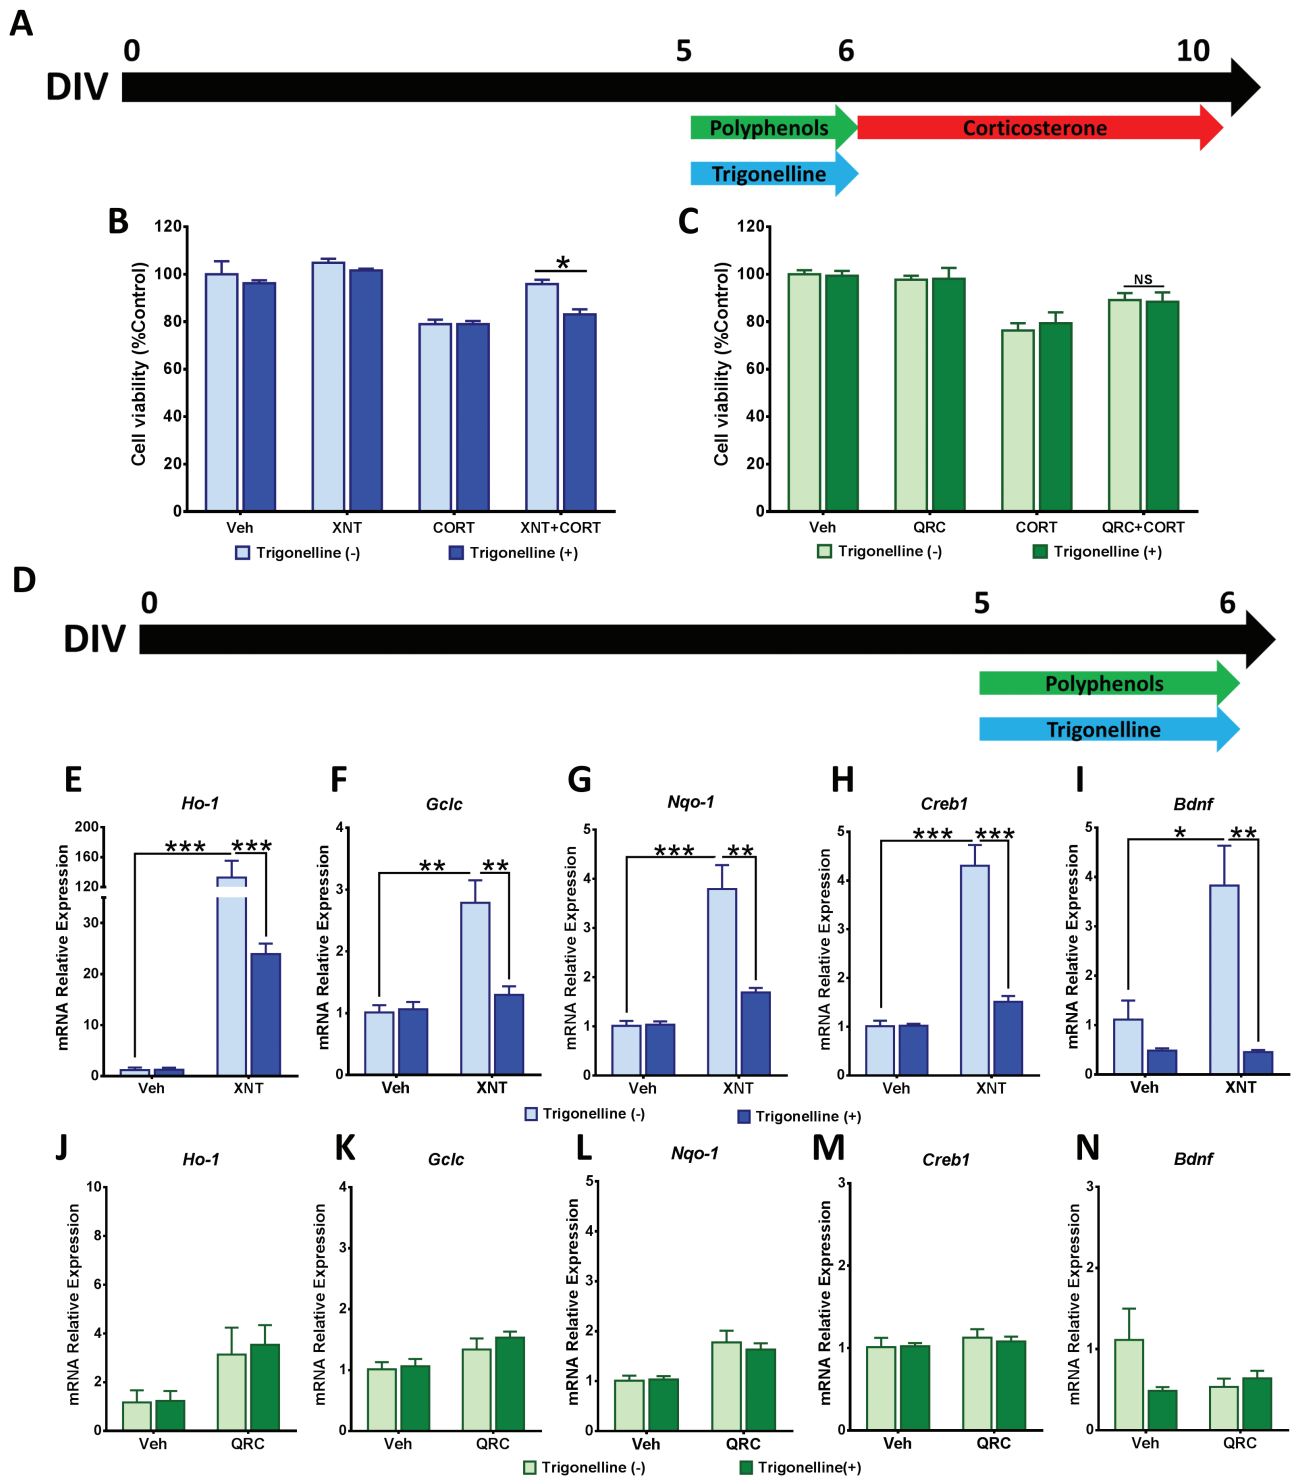 A
0 5 6 10
DIV
Polyphenols Corticosterone
Trigonelline
B C
120 120
100 100
80 80
60 60
40 40
20 20
0 0
Cell viability (%Control) Cell viability (%Control)
* NS
Veh XNT CORT XNT+CORT Veh QRC CORT QRC+CORT
Trigonelline (-) Trigonelline (+) Trigonelline (-) Trigonelline (+)
D
0 5 6
DIV
Polyphenols
Trigonelline
E F G H I
Ho-1 Gclc Nqo-1 Creb1 Bdnf
mRNA Relative Expression mRNA Relative Expression mRNA Relative Expression mRNA Relative Expression mRNA Relative Expression
200 160 120 30 20 10 0
4 3 2 1 0
5 4 3 2 1 0
5 4 3 2 1 0
5 4 3 2 1 0
*** *** ** ** *** ** *** *** * **
Veh XNT Veh XNT Veh XNT Veh XNT Veh XNT
Trigonelline (-) Trigonelline (+)
J K L M N
Ho-1 Gclc Nqo-1 Creb1 Bdnf
mRNA Relative Expression mRNA Relative Expression mRNA Relative Expression mRNA Relative Expression mRNA Relative Expression
10 8 6 4 2 0
4 3 2 1 0
5 4 3 2 1 0
3 2 1 0
3 2 1 0
Veh QRC Veh QRC Veh QRC Veh QRC Veh QRC
Trigonelline (-) Trigonelline(+)